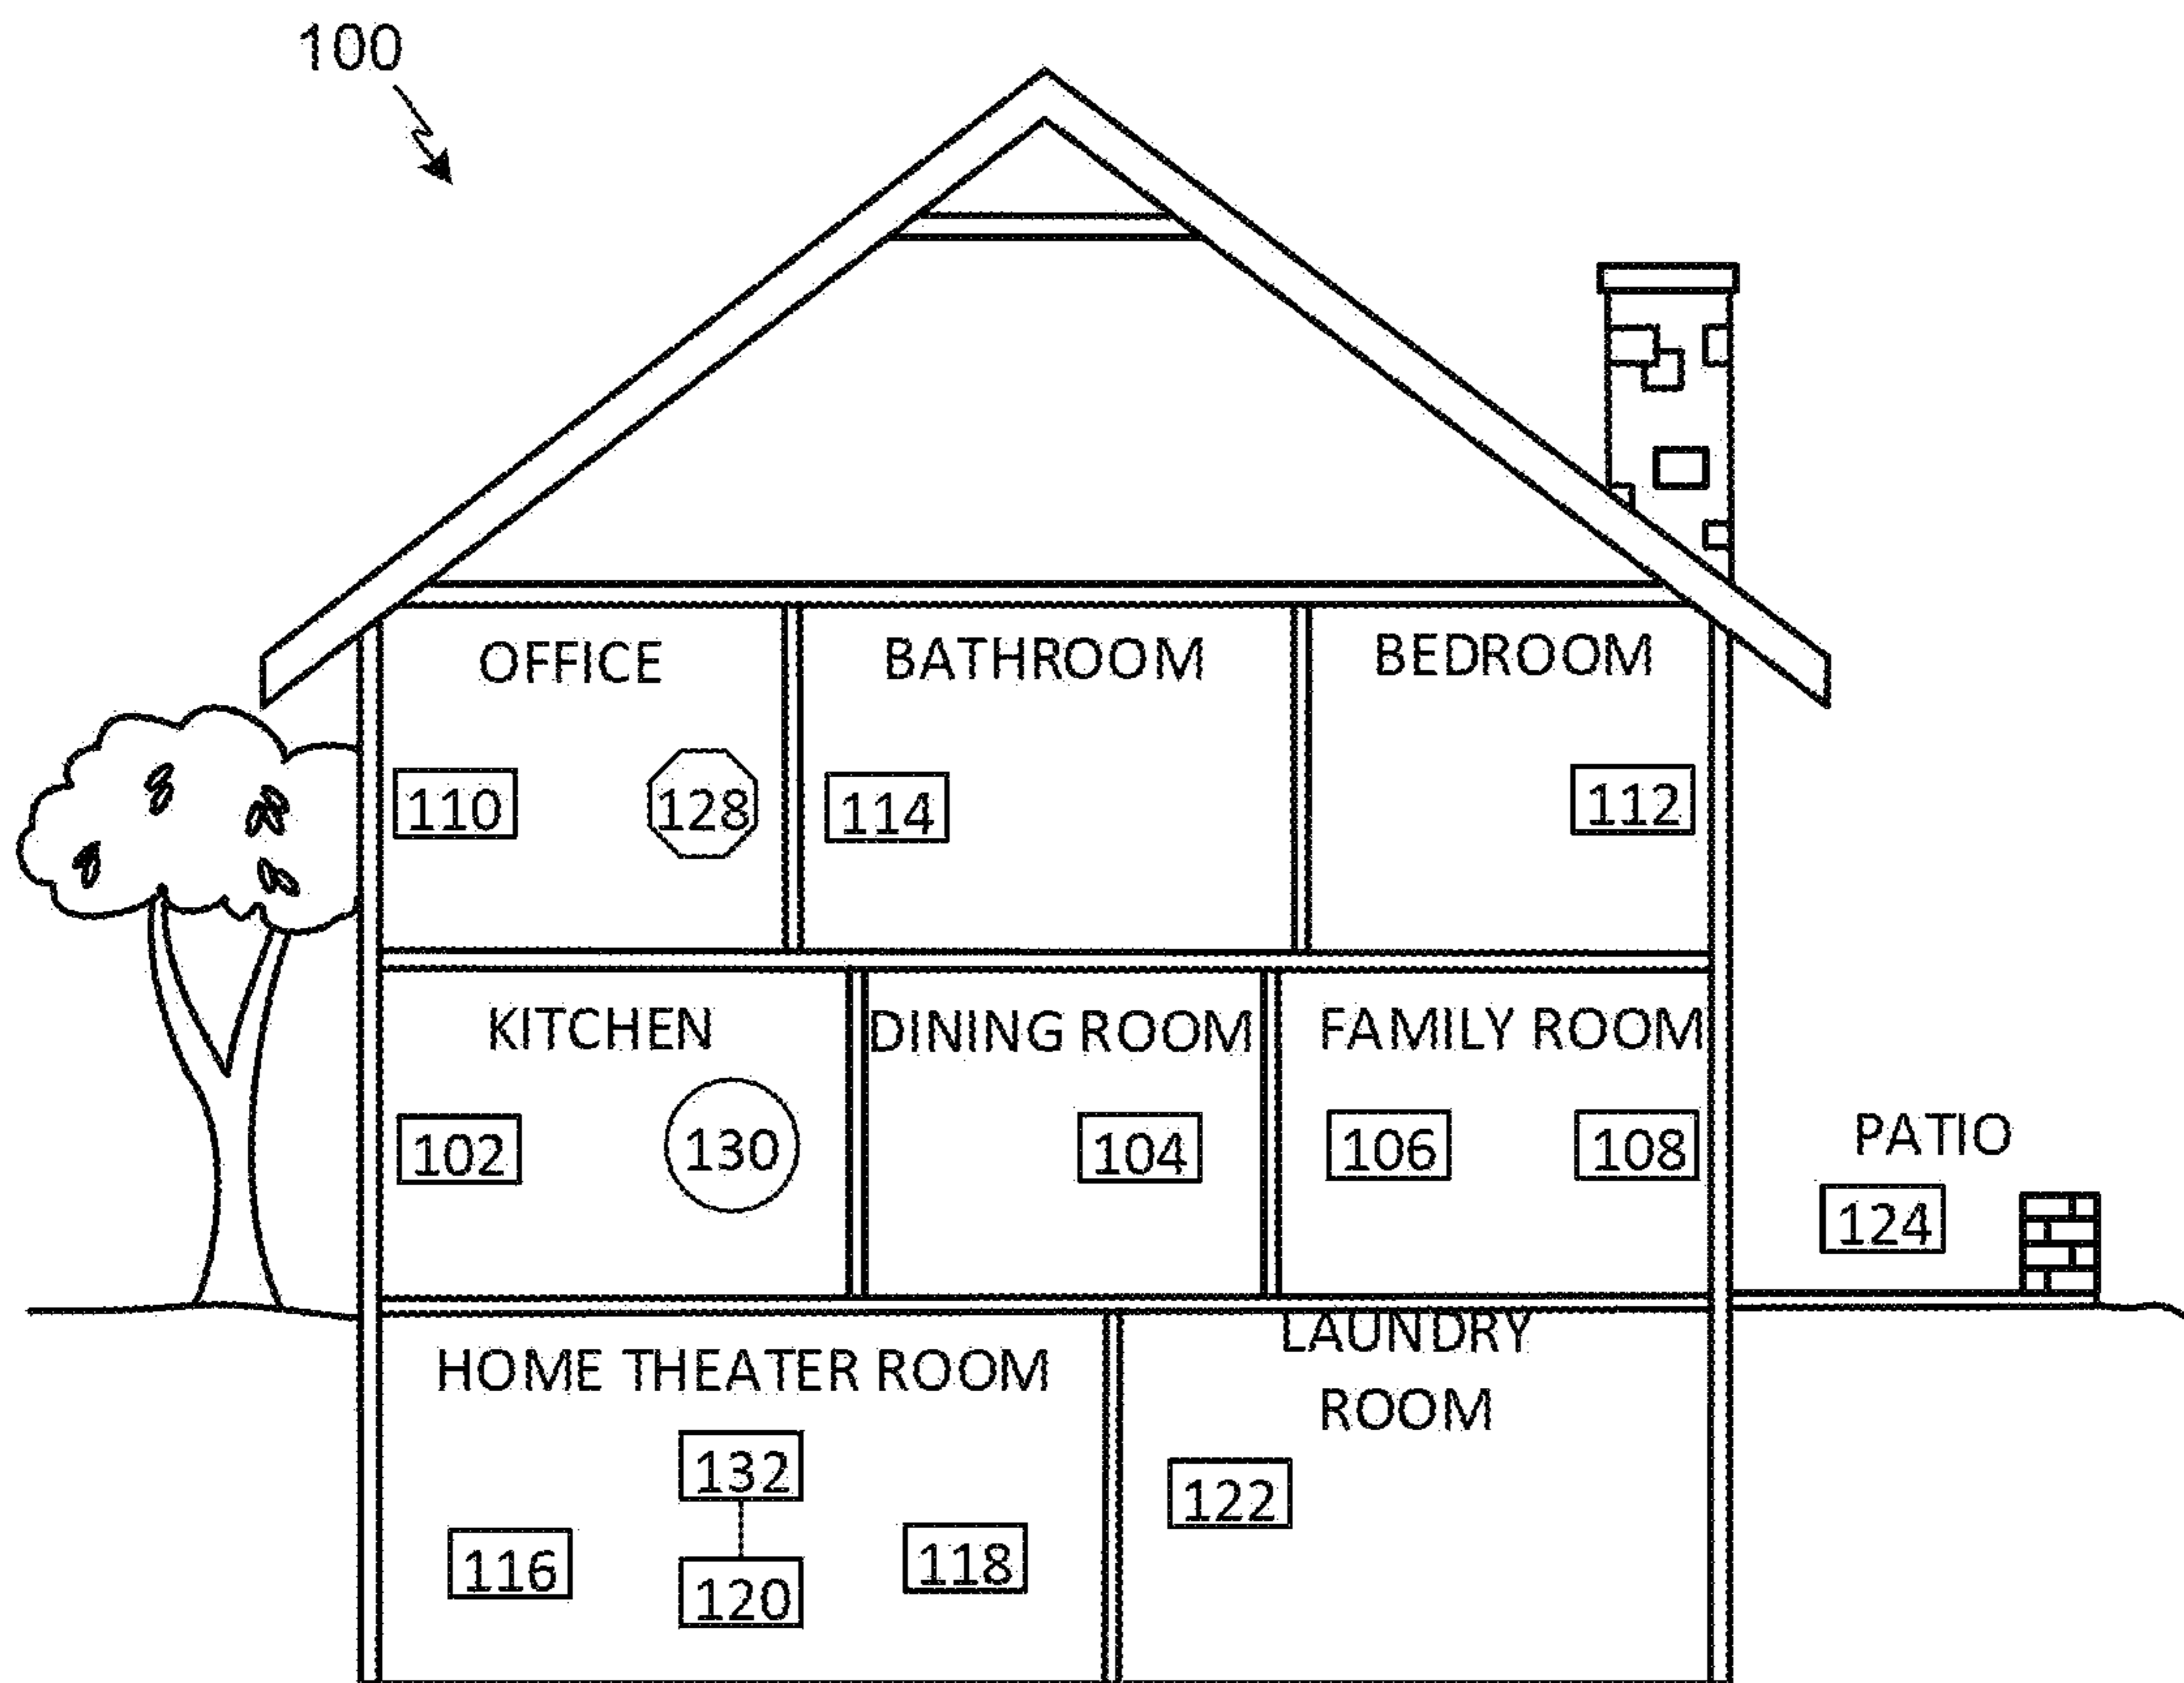 100
OFFICE
BATHROOM
BEDROOM
110
128
114
112
KITCHEN
DINING ROOM
FAMILY ROOM
102
130
104
106
108
PATIO
124
HOME THEATER ROOM
LAUNDRY
ROOM
132
122
116
120
118